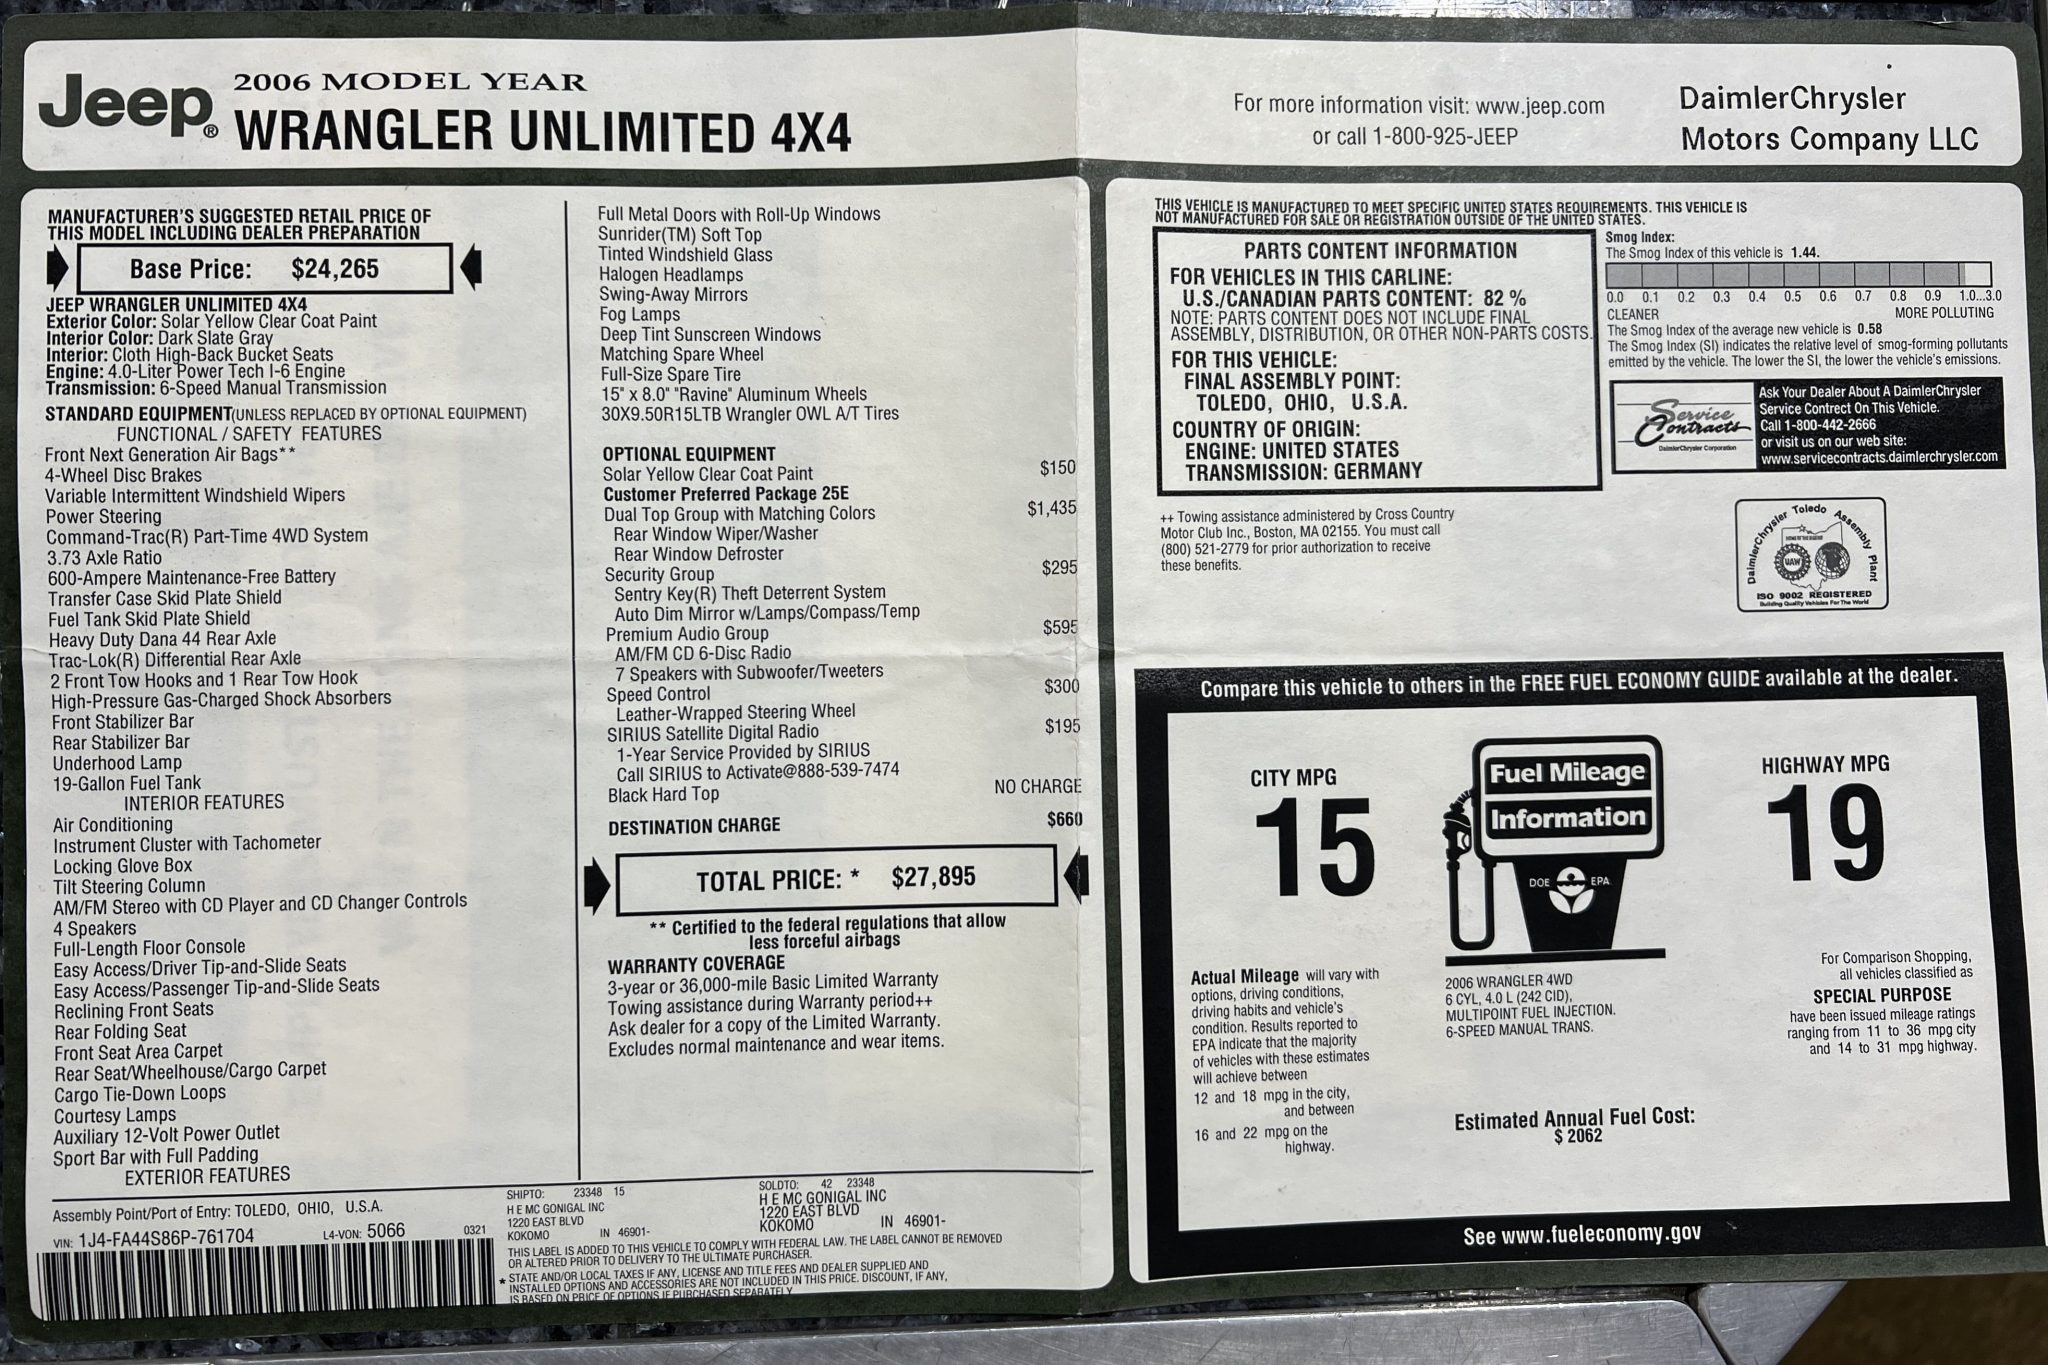 Jeep®
2006 MODEL YEAR
WRANGLER UNLIMITED 4X4
For more information visit: www.jeep.com
or call 1-800-925-JEEP
DaimlerChrysler
Motors Company LLC
MANUFACTURER'S SUGGESTED RETAIL PRICE OF
THIS MODEL INCLUDING DEALER PREPARATION
Base Price: $24,265
JEEP WRANGLER UNLIMITED 4X4
Exterior Color: Solar Yellow Clear Coat Paint
Interior Color: Dark Slate Gray
Interior: Cloth High-Back Bucket Seats
Engine: 4.0-Liter Power Tech I-6 Engine
Transmission: 6-Speed Manual Transmission
STANDARD EQUIPMENT(UNLESS REPLACED BY OPTIONAL EQUIPMENT)
FUNCTIONAL / SAFETY FEATURES
Front Next Generation Air Bags**
4-Wheel Disc Brakes
Variable Intermittent Windshield Wipers
Power Steering
Command-Trac(R) Part-Time 4WD System
3.73 Axle Ratio
600-Ampere Maintenance-Free Battery
Transfer Case Skid Plate Shield
Fuel Tank Skid Plate Shield
Heavy Duty Dana 44 Rear Axle
Trac-Lok(R) Differential Rear Axle
2 Front Tow Hooks and 1 Rear Tow Hook
High-Pressure Gas-Charged Shock Absorbers
Front Stabilizer Bar
Rear Stabilizer Bar
Underhood Lamp
19-Gallon Fuel Tank
INTERIOR FEATURES
Air Conditioning
Instrument Cluster with Tachometer
Locking Glove Box
Tilt Steering Column
AM/FM Stereo with CD Player and CD Changer Controls
4 Speakers
Full-Length Floor Console
Easy Access/Driver Tip-and-Slide Seats
Easy Access/Passenger Tip-and-Slide Seats
Reclining Front Seats
Rear Folding Seat
Front Seat Area Carpet
Rear Seat/Wheelhouse/Cargo Carpet
Cargo Tie-Down Loops
Courtesy Lamps
Auxiliary 12-Volt Power Outlet
Sport Bar with Full Padding
EXTERIOR FEATURES
Full Metal Doors with Roll-Up Windows
Sunrider(TM) Soft Top
Tinted Windshield Glass
Halogen Headlamps
Swing-Away Mirrors
Fog Lamps
Deep Tint Sunscreen Windows
Matching Spare Wheel
Full-Size Spare Tire
15" x 8.0" "Ravine" Aluminum Wheels
30X9.50R15LTB Wrangler OWL A/T Tires
OPTIONAL EQUIPMENT
Solar Yellow Clear Coat Paint $150
Customer Preferred Package 25E
Dual Top Group with Matching Colors $1,435
Rear Window Wiper/Washer
Rear Window Defroster
Security Group $295
Sentry Key(R) Theft Deterrent System
Auto Dim Mirror w/Lamps/Compass/Temp
Premium Audio Group $595
AM/FM CD 6-Disc Radio
7 Speakers with Subwoofer/Tweeters
Speed Control $300
Leather-Wrapped Steering Wheel
SIRIUS Satellite Digital Radio $195
1-Year Service Provided by SIRIUS
Call SIRIUS to Activate@888-539-7474
Black Hard Top NO CHARGE
DESTINATION CHARGE $660
TOTAL PRICE: * $27,895
** Certified to the federal regulations that allow
less forceful airbags
WARRANTY COVERAGE
3-year or 36,000-mile Basic Limited Warranty
Towing assistance during Warranty period++
Ask dealer for a copy of the Limited Warranty.
Excludes normal maintenance and wear items.
Assembly Point/Port of Entry: TOLEDO, OHIO, U.S.A.
VIN: 1J4-FA44S86P-761704 L4-VON: 5066 0321
SHIPTO: 23348 15
H E MC GONIGAL INC
1220 EAST BLVD
KOKOMO IN 46901-
SOLDTO: 42 23348
H E MC GONIGAL INC
1220 EAST BLVD
KOKOMO IN 46901-
THIS LABEL IS ADDED TO THIS VEHICLE TO COMPLY WITH FEDERAL LAW. THE LABEL CANNOT BE REMOVED
OR ALTERED PRIOR TO DELIVERY TO THE ULTIMATE PURCHASER.
* STATE AND/OR LOCAL TAXES IF ANY, LICENSE AND TITLE FEES AND DEALER SUPPLIED AND
INSTALLED OPTIONS AND ACCESSORIES ARE NOT INCLUDED IN THIS PRICE. DISCOUNT, IF ANY,
IS BASED ON PRICE OF OPTIONS IF PURCHASED SEPARATELY
THIS VEHICLE IS MANUFACTURED TO MEET SPECIFIC UNITED STATES REQUIREMENTS. THIS VEHICLE IS
NOT MANUFACTURED FOR SALE OR REGISTRATION OUTSIDE OF THE UNITED STATES.
PARTS CONTENT INFORMATION
FOR VEHICLES IN THIS CARLINE:
U.S./CANADIAN PARTS CONTENT: 82 %
NOTE: PARTS CONTENT DOES NOT INCLUDE FINAL
ASSEMBLY, DISTRIBUTION, OR OTHER NON-PARTS COSTS.
FOR THIS VEHICLE:
FINAL ASSEMBLY POINT:
TOLEDO, OHIO, U.S.A.
COUNTRY OF ORIGIN:
ENGINE: UNITED STATES
TRANSMISSION: GERMANY
++ Towing assistance administered by Cross Country
Motor Club Inc., Boston, MA 02155. You must call
(800) 521-2779 for prior authorization to receive
these benefits.
Smog Index:
The Smog Index of this vehicle is 1.44.
0.0 0.1 0.2 0.3 0.4 0.5 0.6 0.7 0.8 0.9 1.0...3.0
CLEANER MORE POLLUTING
The Smog Index of the average new vehicle is 0.58
The Smog Index (SI) indicates the relative level of smog-forming pollutants
emitted by the vehicle. The lower the SI, the lower the vehicle's emissions.
Service
Contracts
DaimlerChrysler Corporation
Ask Your Dealer About A DaimlerChrysler
Service Contrect On This Vehicle.
Call 1-800-442-2666
or visit us on our web site:
www.servicecontracts.daimlerchrysler.com
DaimlerChrysler Toledo Assembly Plant
UAW
ISO 9002 REGISTERED
Building Quality Vehicles For The World
Compare this vehicle to others in the FREE FUEL ECONOMY GUIDE available at the dealer.
CITY MPG
15
Fuel Mileage
Information
DOE EPA
HIGHWAY MPG
19
Actual Mileage will vary with
options, driving conditions,
driving habits and vehicle's
condition. Results reported to
EPA indicate that the majority
of vehicles with these estimates
will achieve between
12 and 18 mpg in the city,
and between
16 and 22 mpg on the
highway.
2006 WRANGLER 4WD
6 CYL, 4.0 L (242 CID),
MULTIPOINT FUEL INJECTION.
6-SPEED MANUAL TRANS.
Estimated Annual Fuel Cost:
$ 2062
For Comparison Shopping,
all vehicles classified as
SPECIAL PURPOSE
have been issued mileage ratings
ranging from 11 to 36 mpg city
and 14 to 31 mpg highway.
See www.fueleconomy.gov